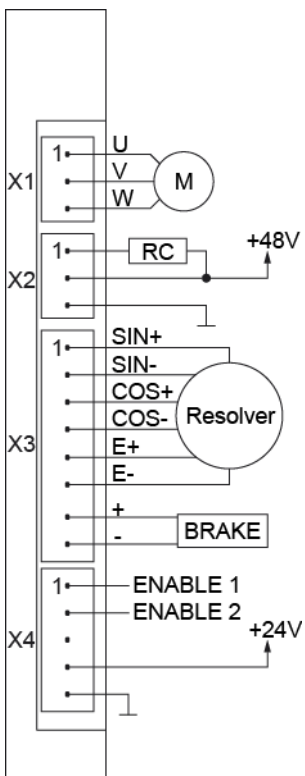 U
1
V
X1
M
W
1
RC
+48V
X2
SIN+
1
SIN-
COS+
COS-
Resolver
X3
E+
E-
+
-
BRAKE
1
ENABLE 1
ENABLE 2
X4
+24V